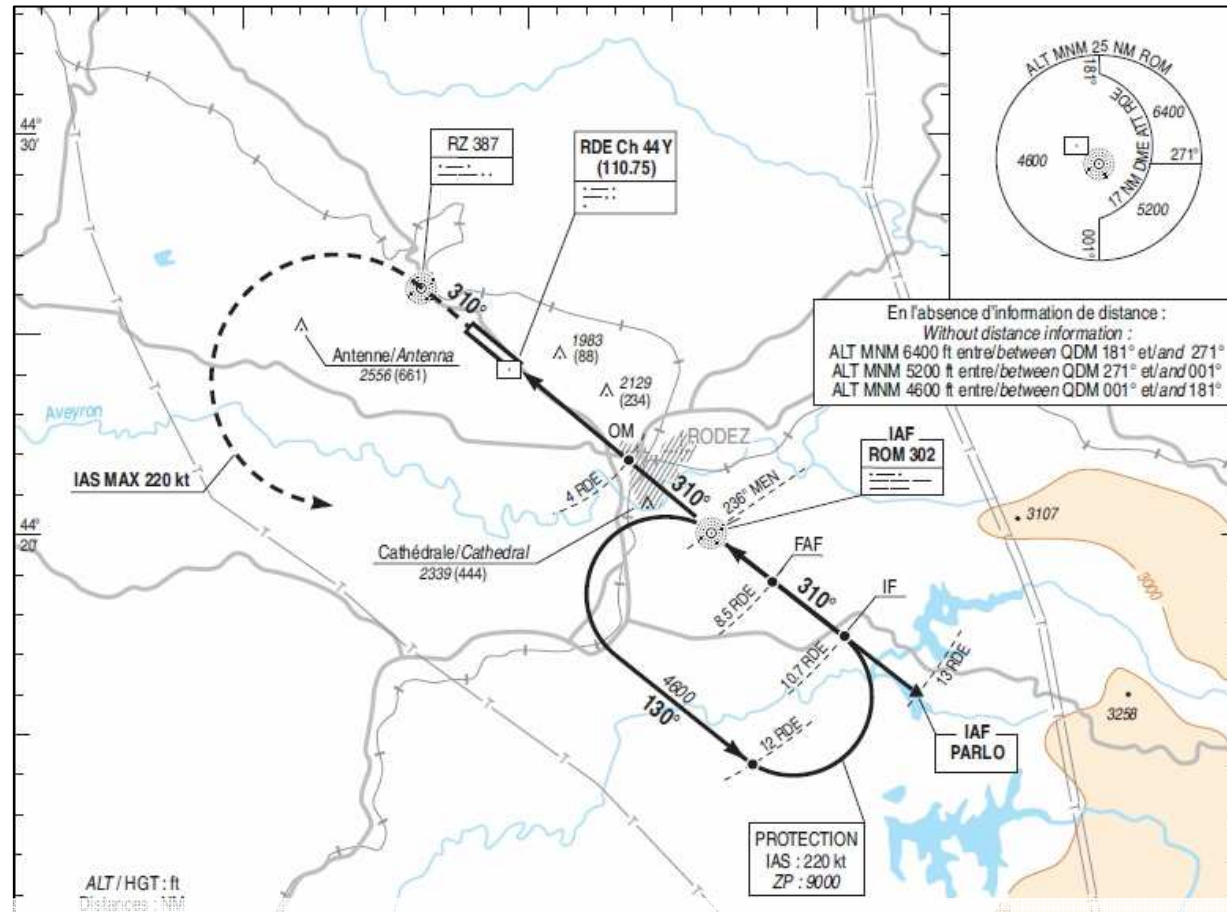 ALT MNM 25 NM ROM
181°
17 NM DME ATT RDE
6400
4600
271°
5200
001°
44°
30'
RZ 387
RDE Ch 44 Y
(110.75)
En l'absence d'information de distance :
Without distance information :
ALT MNM 6400 ft entre/between QDM 181° et/and 271°
ALT MNM 5200 ft entre/between QDM 271° et/and 001°
ALT MNM 4600 ft entre/between QDM 001° et/and 181°
310°
1983
(88)
Antenne/Antenna
2556 (661)
2129
(234)
Aveyron
OM
RODEZ
IAF
ROM 302
IAS MAX 220 kt
4 RDE
310°
236° MEN
3107
44°
20'
Cathédrale/Cathedral
2339 (444)
FAF
IF
310°
8.5 RDE
3000
10.7 RDE
13 RDE
4600
130°
12 RDE
3258
IAF
PARLO
PROTECTION
IAS : 220 kt
ZP : 9000
ALT / HGT : ft
Distances : NM